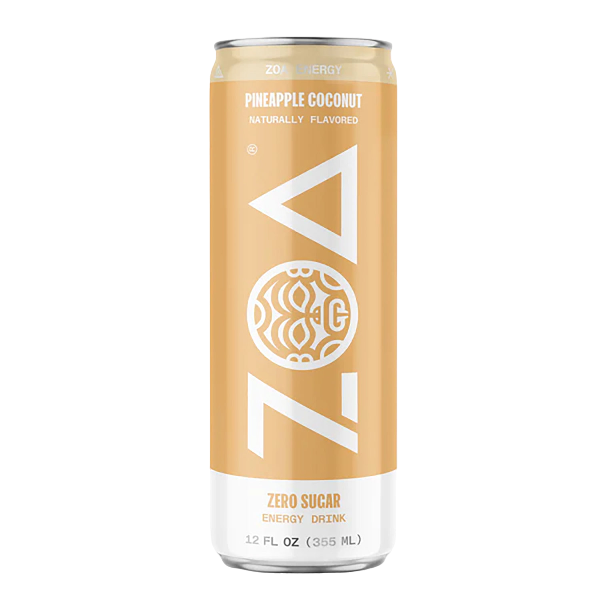 ZOA ENERGY
PINEAPPLE COCONUT
NATURALLY FLAVORED
ZOA
ZERO SUGAR
ENERGY DRINK
12 FL OZ (355 ML)